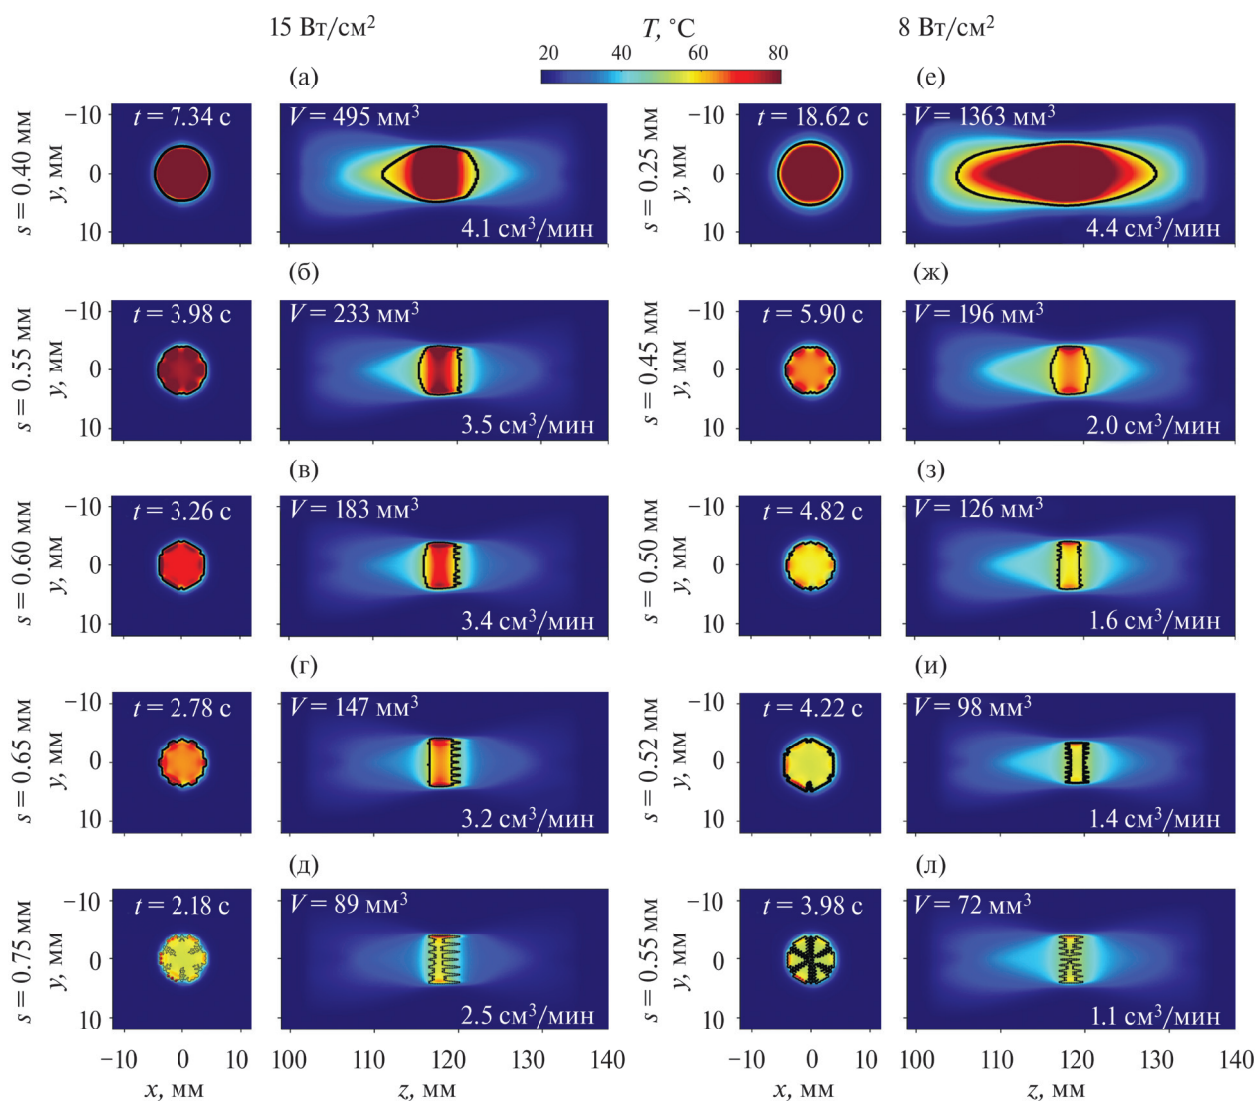 15 Вт/см²
T, °C
8 Вт/см²
20 40 60 80
(а)
(е)
s = 0.40 мм
y, мм
−10
0
10
t = 7.34 с
V = 495 мм³
4.1 см³/мин
s = 0.25 мм
y, мм
−10
0
10
t = 18.62 с
V = 1363 мм³
4.4 см³/мин
(б)
(ж)
s = 0.55 мм
y, мм
−10
0
10
t = 3.98 с
V = 233 мм³
3.5 см³/мин
s = 0.45 мм
y, мм
−10
0
10
t = 5.90 с
V = 196 мм³
2.0 см³/мин
(в)
(з)
s = 0.60 мм
y, мм
−10
0
10
t = 3.26 с
V = 183 мм³
3.4 см³/мин
s = 0.50 мм
y, мм
−10
0
10
t = 4.82 с
V = 126 мм³
1.6 см³/мин
(г)
(и)
s = 0.65 мм
y, мм
−10
0
10
t = 2.78 с
V = 147 мм³
3.2 см³/мин
s = 0.52 мм
y, мм
−10
0
10
t = 4.22 с
V = 98 мм³
1.4 см³/мин
(д)
(л)
s = 0.75 мм
y, мм
−10
0
10
t = 2.18 с
V = 89 мм³
2.5 см³/мин
s = 0.55 мм
y, мм
−10
0
10
t = 3.98 с
V = 72 мм³
1.1 см³/мин
−10 0 10 100 110 120 130 140 −10 0 10 100 110 120 130 140
x, мм z, мм x, мм z, мм